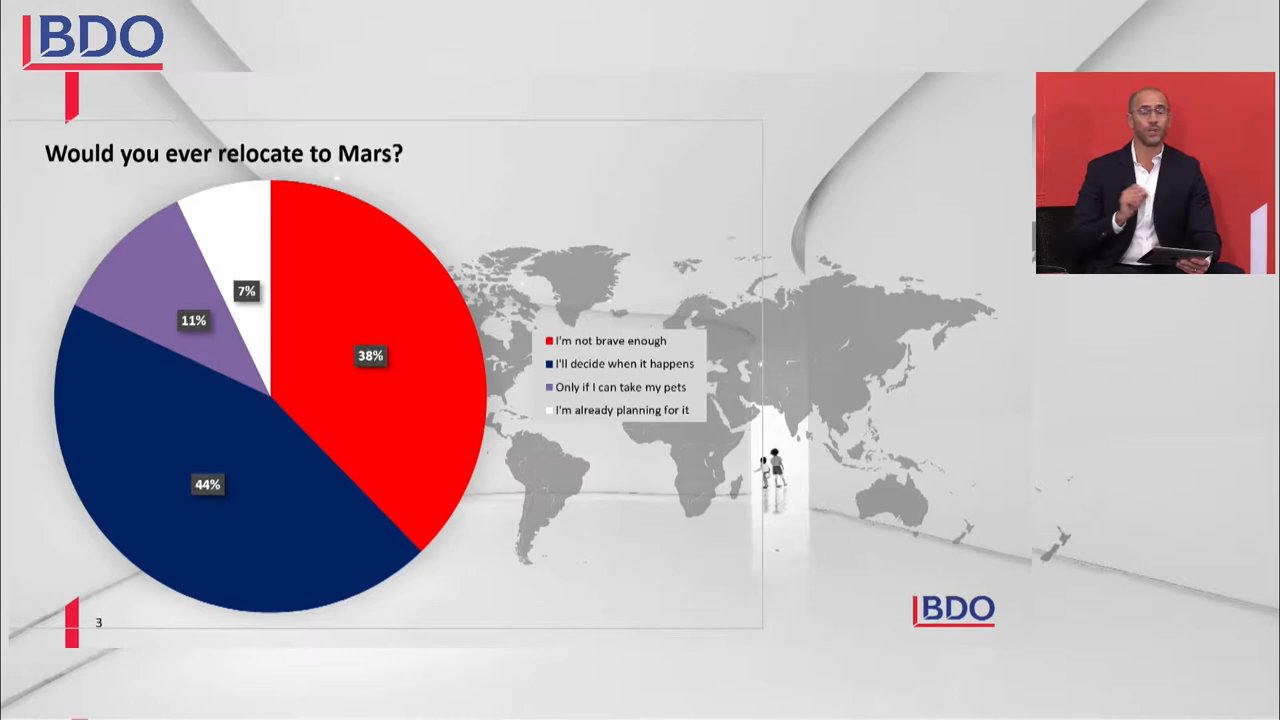 BDO
Would you ever relocate to Mars?
7%
11%
38%
44%
I'm not brave enough
I'll decide when it happens
Only if I can take my pets
I'm already planning for it
3
BDO